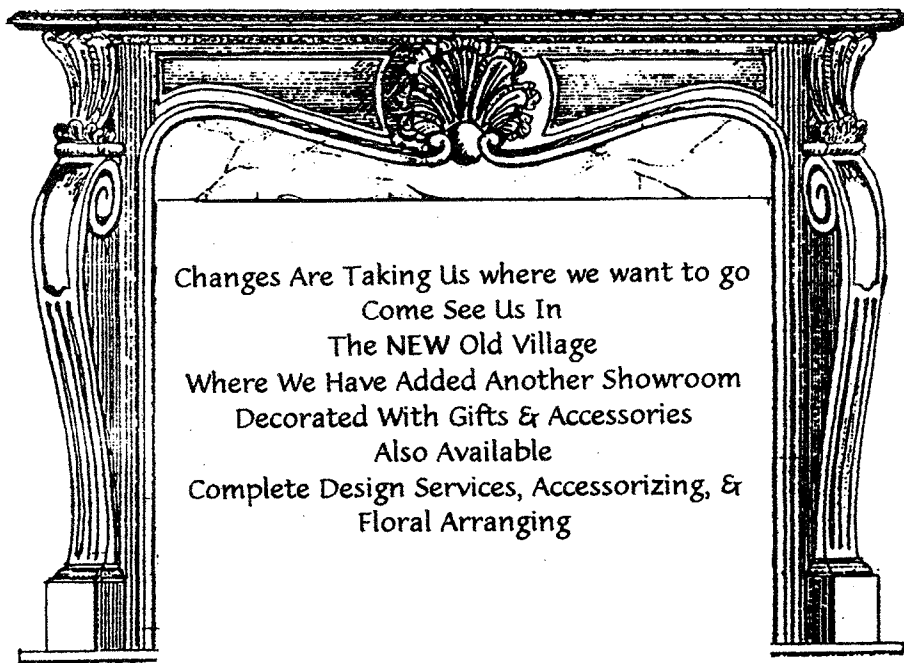 Changes Are Taking Us where we want to go
Come See Us In
The NEW Old Village
Where We Have Added Another Showroom
Decorated With Gifts & Accessories
Also Available
Complete Design Services, Accessorizing, &
Floral Arranging